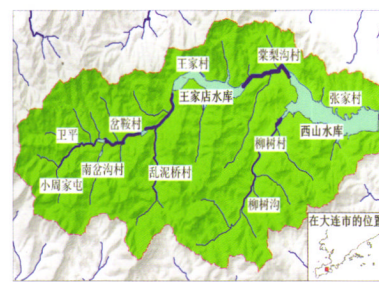 王家村
棠梨沟村
王家店水库
张家村
西山水库
卫平
岔鞍村
柳树村
南岔沟村
小周家屯
乱泥桥村
柳树沟
在大连市的位置